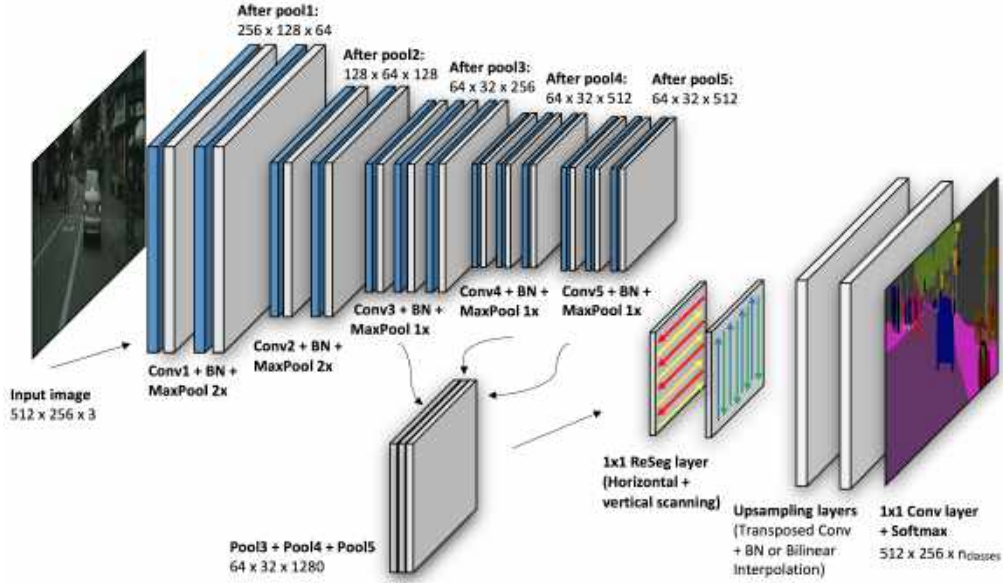 After pool1:
256 x 128 x 64
After pool2:
128 x 64 x 128
After pool3:
64 x 32 x 256
After pool4:
64 x 32 x 512
After pool5:
64 x 32 x 512
Conv1 + BN +
MaxPool 2x
Conv2 + BN +
MaxPool 2x
Conv3 + BN +
MaxPool 1x
Conv4 + BN +
MaxPool 1x
Conv5 + BN +
MaxPool 1x
Input image
512 x 256 x 3
Pool3 + Pool4 + Pool5
64 x 32 x 1280
1x1 ReSeg layer
(Horizontal +
vertical scanning)
Upsampling layers
(Transposed Conv
+ BN or Bilinear
Interpolation)
1x1 Conv layer
+ Softmax
512 x 256 x nclasses